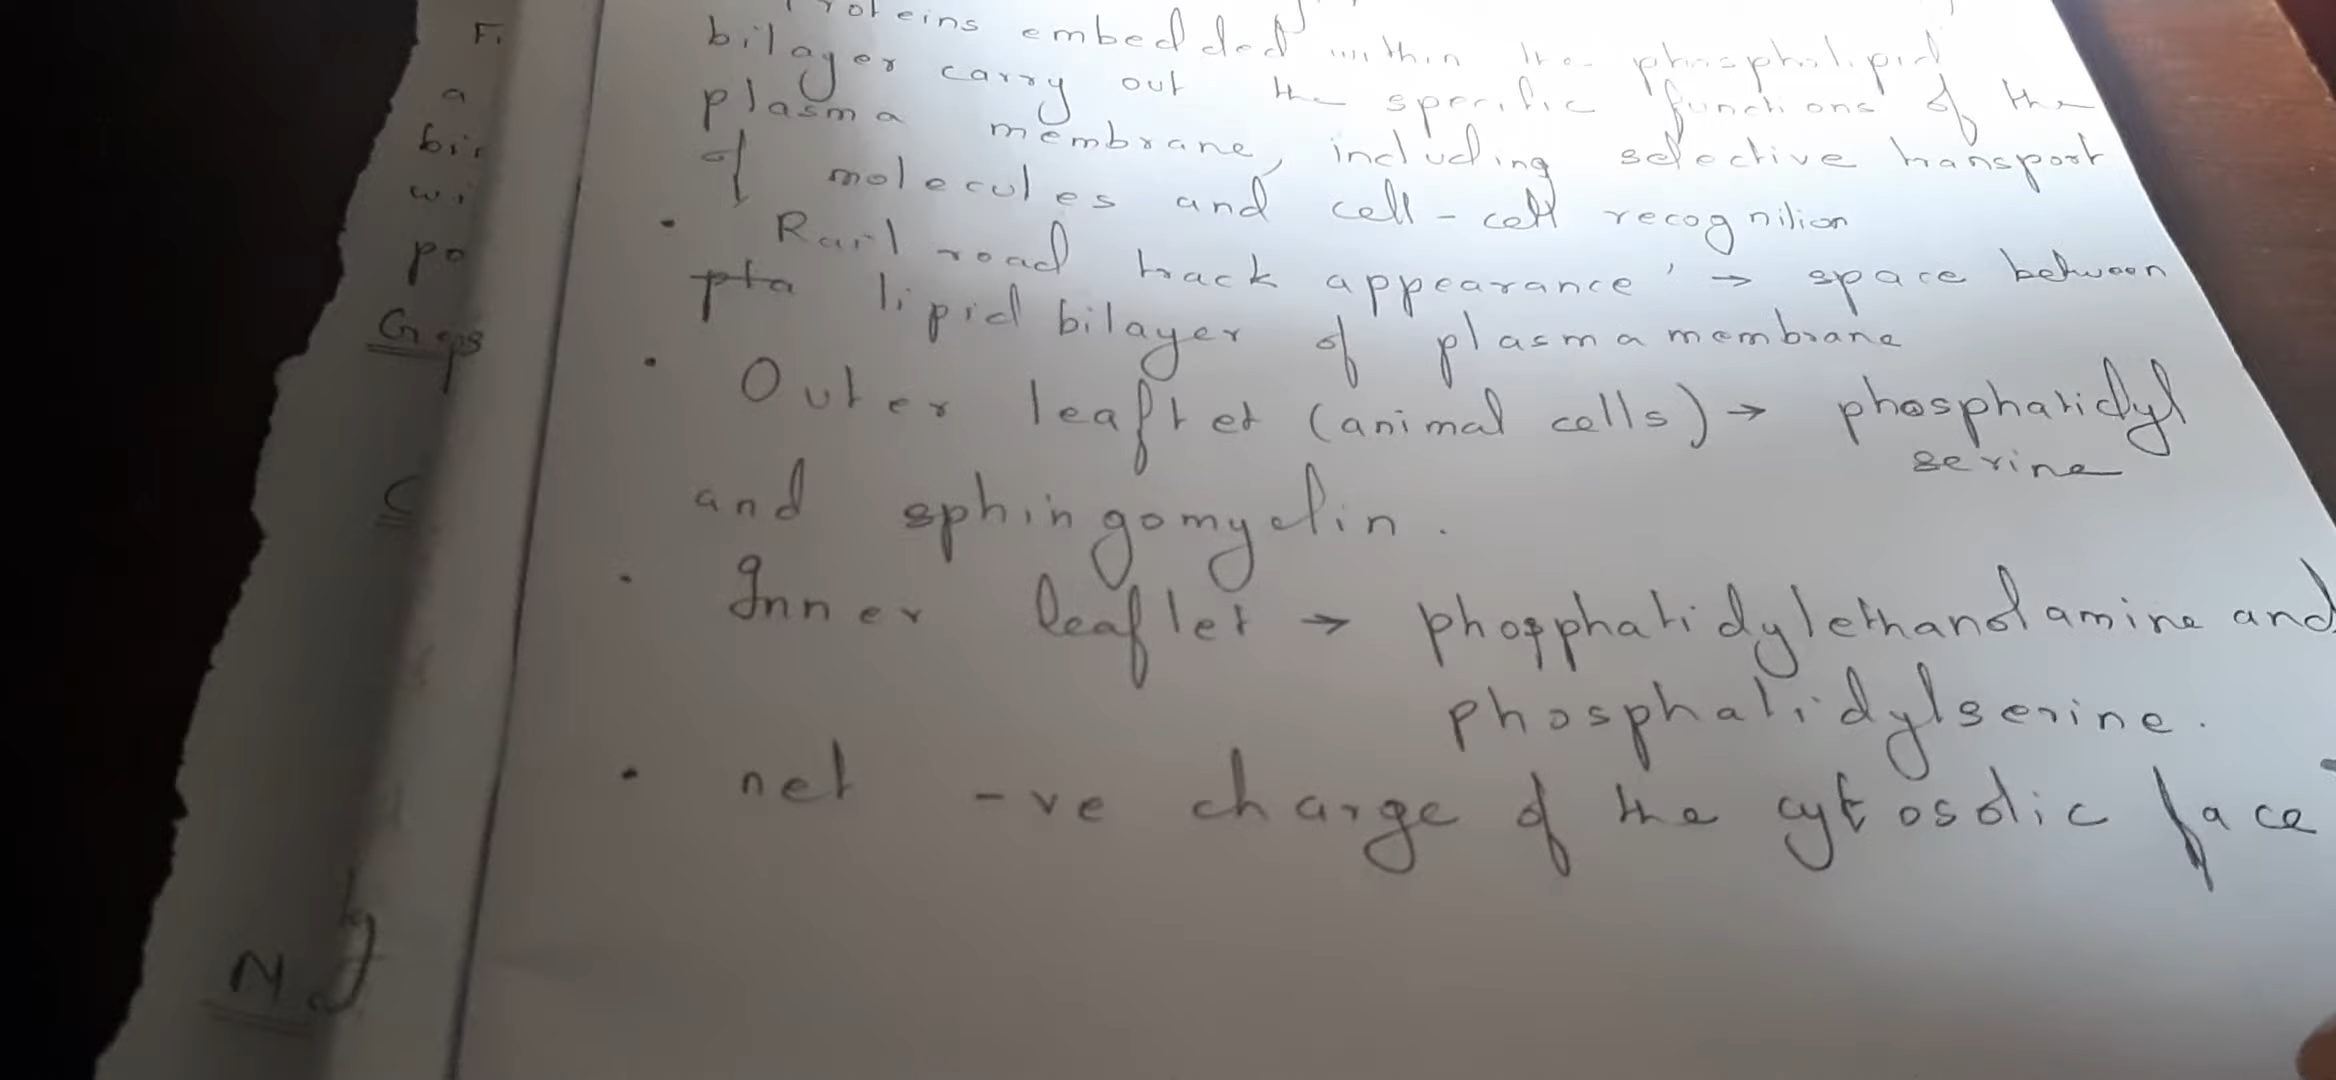 Proteins embedded within the phospholipid
bilayer carry out the specific functions of the
plasma membrane, including selective transport
of molecules and cell-cell recognition
• Rail road track appearance' → space between
pta lipid bilayer of plasma membrane
• Outer leaflet (animal cells) → phosphatidyl
serine
and sphingomyelin.
• Inner leaflet → phosphatidylethanolamine and
phosphatidylserine.
• net -ve charge of the cytosolic face
a
po
N